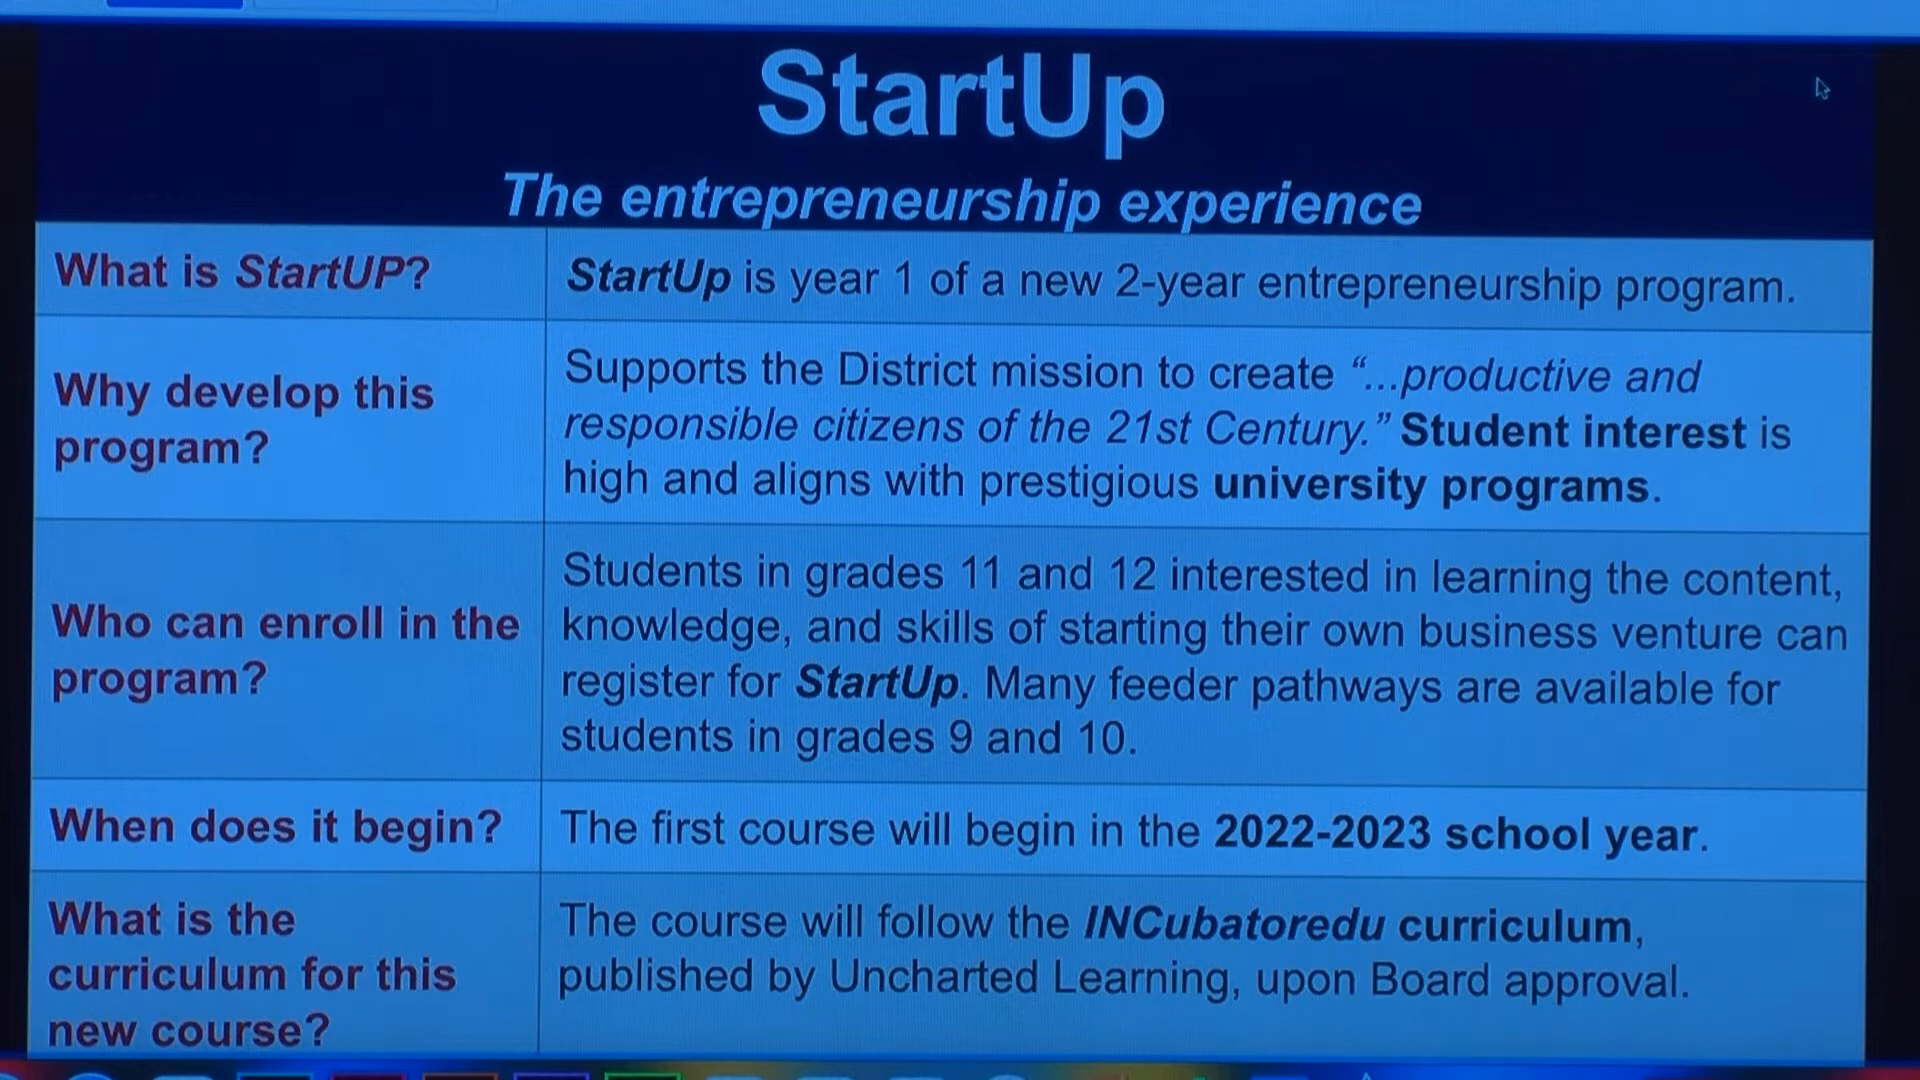 StartUp
The entrepreneurship experience
What is StartUP?
StartUp is year 1 of a new 2-year entrepreneurship program.
Why develop this
program?
Supports the District mission to create “...productive and
responsible citizens of the 21st Century.” Student interest is
high and aligns with prestigious university programs.
Who can enroll in the
program?
Students in grades 11 and 12 interested in learning the content,
knowledge, and skills of starting their own business venture can
register for StartUp. Many feeder pathways are available for
students in grades 9 and 10.
When does it begin?
The first course will begin in the 2022-2023 school year.
What is the
curriculum for this
new course?
The course will follow the INCubatoredu curriculum,
published by Uncharted Learning, upon Board approval.